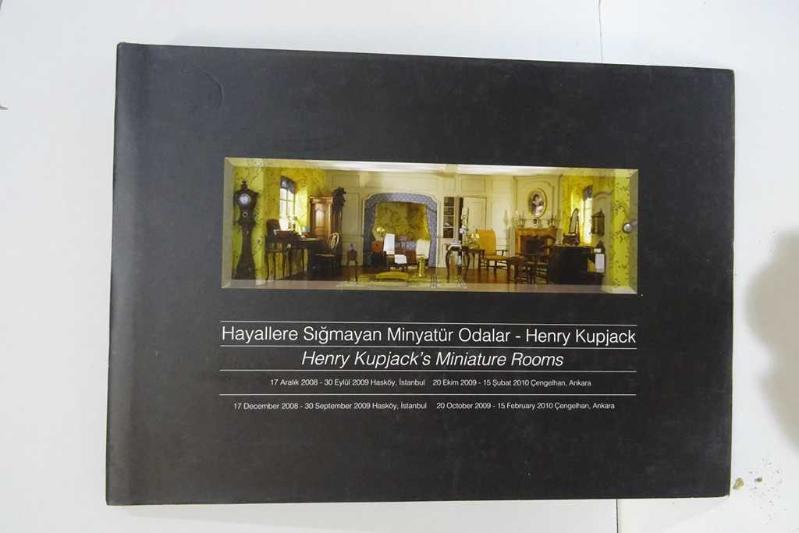 Hayallere Sığmayan Minyatür Odalar - Henry Kupjack
Henry Kupjack's Miniature Rooms
17 Aralık 2008 - 30 Eylül 2009 Hasköy, İstanbul 20 Ekim 2009 - 15 Şubat 2010 Çengelhan, Ankara
17 December 2008 - 30 September 2009 Hasköy, İstanbul 20 October 2009 - 15 February 2010 Çengelhan, Ankara